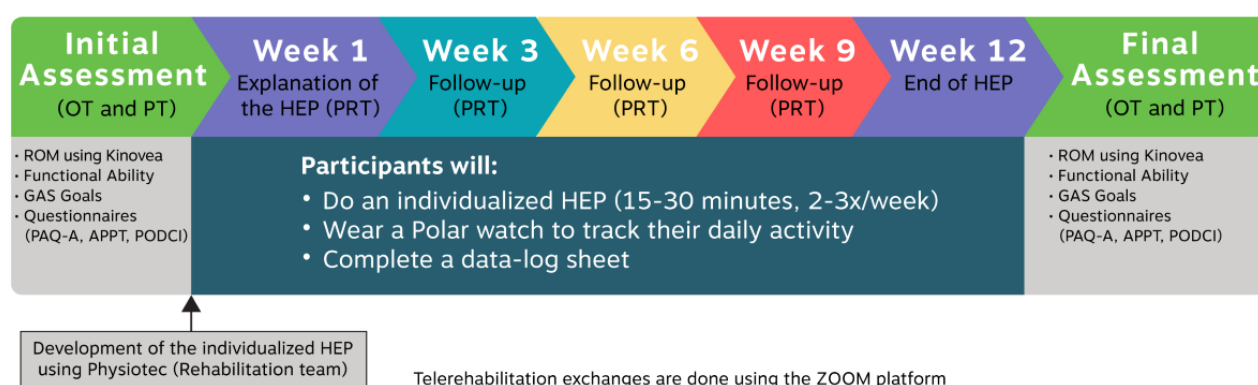 Initial
Assessment
(OT and PT)
Week 1
Explanation of
the HEP (PRT)
Week 3
Follow-up
(PRT)
Week 6
Follow-up
(PRT)
Week 9
Follow-up
(PRT)
Week 12
End of HEP
Final
Assessment
(OT and PT)
· ROM using Kinovea
· Functional Ability
· GAS Goals
· Questionnaires
(PAQ-A, APPT, PODCI)
Participants will:
• Do an individualized HEP (15-30 minutes, 2-3x/week)
• Wear a Polar watch to track their daily activity
• Complete a data-log sheet
· ROM using Kinovea
· Functional Ability
· GAS Goals
· Questionnaires
(PAQ-A, APPT, PODCI)
Development of the individualized HEP
using Physiotec (Rehabilitation team)
Telerehabilitation exchanges are done using the ZOOM platform